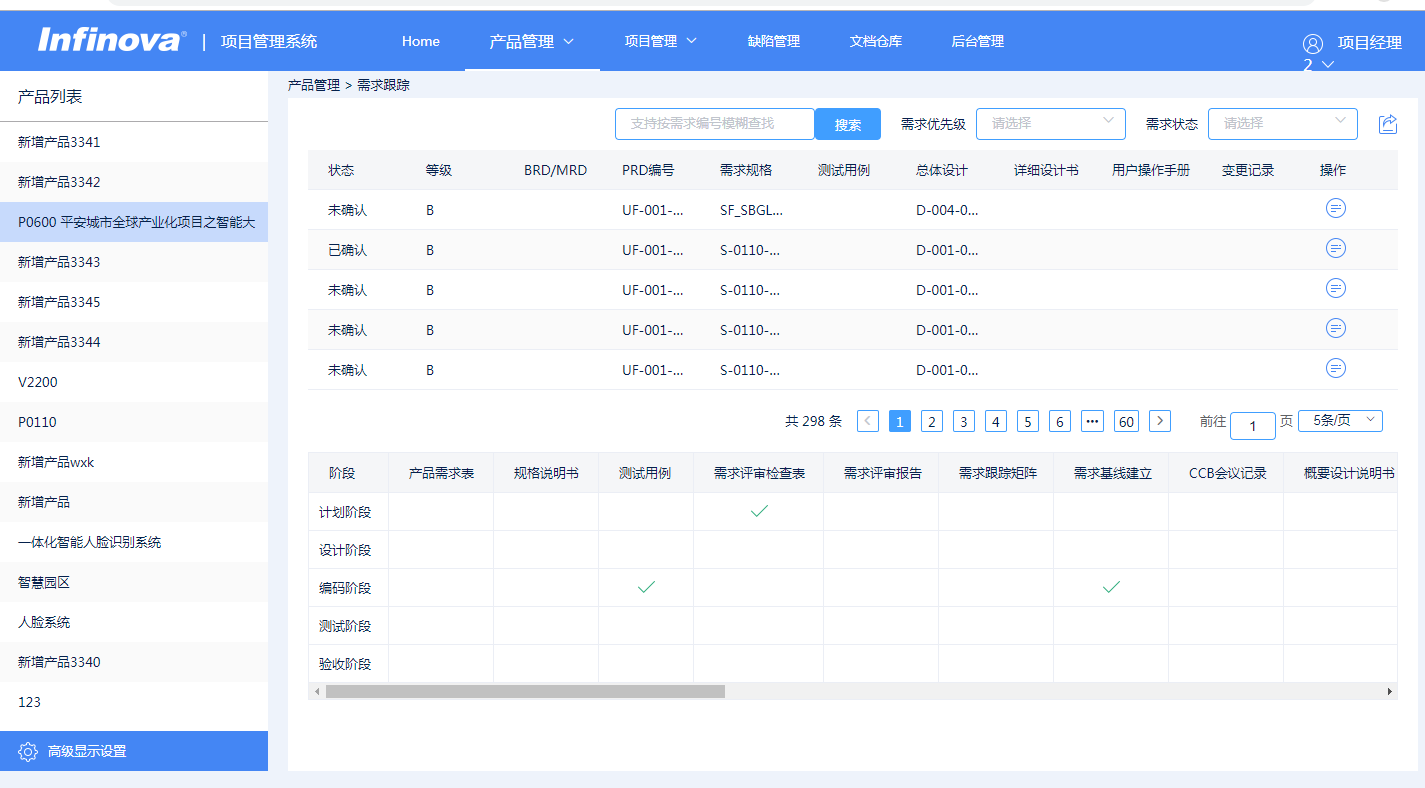 Infinova® | 项目管理系统 Home 产品管理 项目管理 缺陷管理 文档仓库 后台管理 项目经理
2
产品列表
新增产品3341
新增产品3342
P0600 平安城市全球产业化项目之智能大
新增产品3343
新增产品3345
新增产品3344
V2200
P0110
新增产品wxk
新增产品
一体化智能人脸识别系统
智慧园区
人脸系统
新增产品3340
123
高级显示设置
产品管理 > 需求跟踪
支持按需求编号模糊查找 搜索 需求优先级 请选择 需求状态 请选择
状态 等级 BRD/MRD PRD编号 需求规格 测试用例 总体设计 详细设计书 用户操作手册 变更记录 操作
未确认 B UF-001-... SF_SBGL... D-004-0...
已确认 B UF-001-... S-0110-... D-001-0...
未确认 B UF-001-... S-0110-... D-001-0...
未确认 B UF-001-... S-0110-... D-001-0...
未确认 B UF-001-... S-0110-... D-001-0...
共 298 条 < 1 2 3 4 5 6 ••• 60 > 前往 1 页 5条/页
阶段 产品需求表 规格说明书 测试用例 需求评审检查表 需求评审报告 需求跟踪矩阵 需求基线建立 CCB会议记录 概要设计说明书
计划阶段
设计阶段
编码阶段
测试阶段
验收阶段